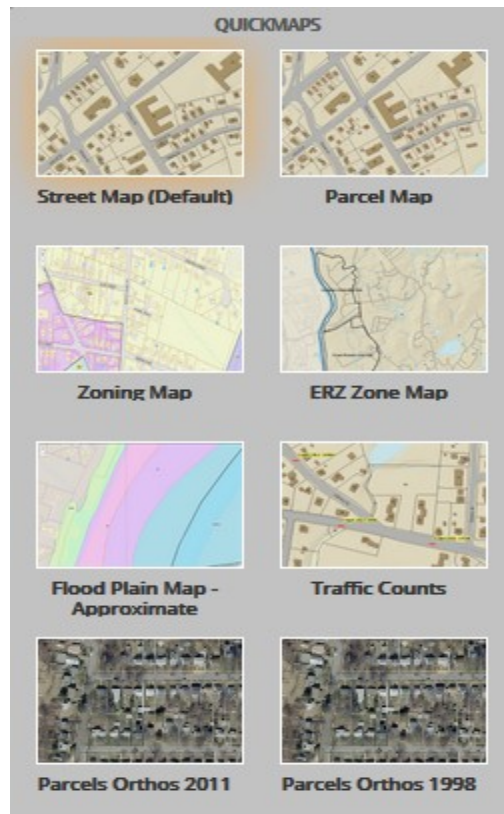 QUICKMAPS
Street Map (Default)
Parcel Map
Zoning Map
ERZ Zone Map
Flood Plain Map -
Approximate
Traffic Counts
Parcels Orthos 2011
Parcels Orthos 1998